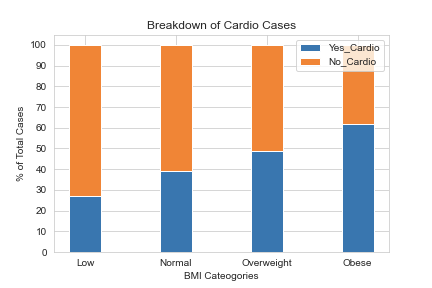 Breakdown of Cardio Cases
Yes_Cardio
No_Cardio
100
90
80
70
60
50
40
30
20
10
0
% of Total Cases
Low Normal Overweight Obese
BMI Cateogories